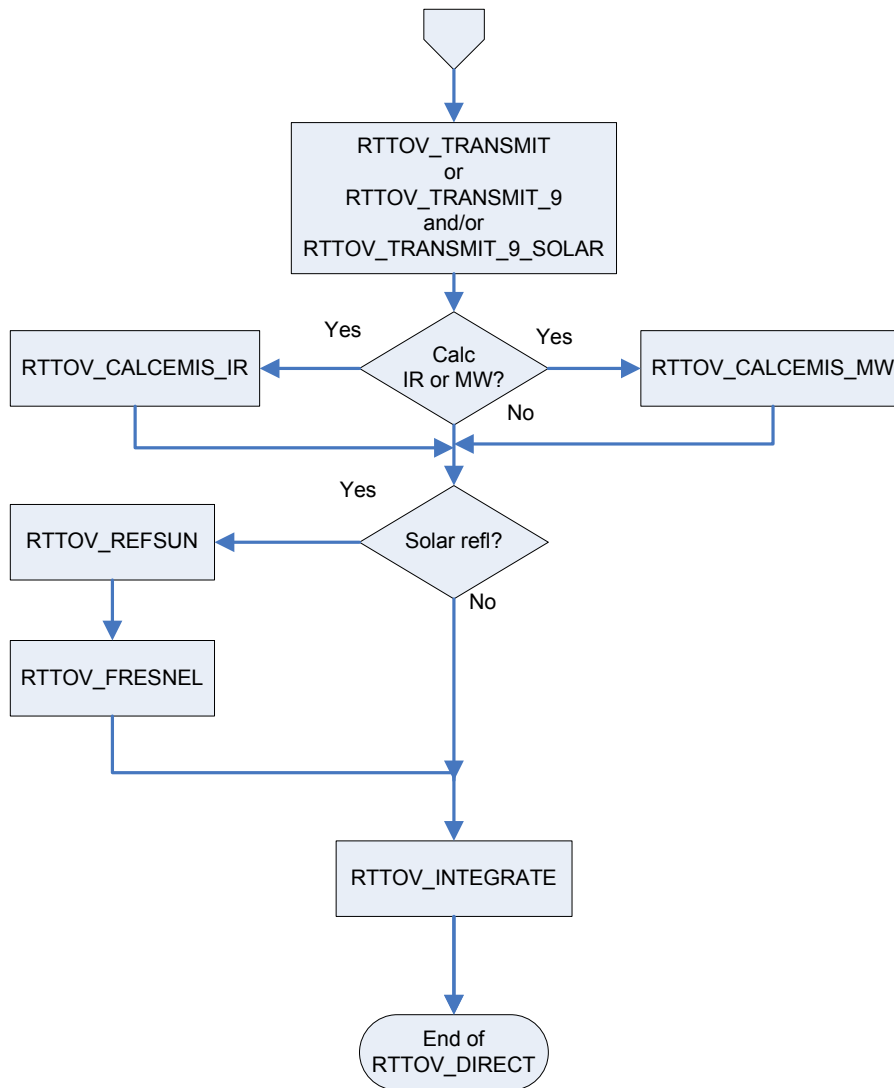 RTTOV_TRANSMIT
or
RTTOV_TRANSMIT_9
and/or
RTTOV_TRANSMIT_9_SOLAR
Yes
Yes
RTTOV_CALCEMIS_IR
Calc
IR or MW?
RTTOV_CALCEMIS_MW
No
Yes
RTTOV_REFSUN
Solar refl?
No
RTTOV_FRESNEL
RTTOV_INTEGRATE
End of
RTTOV_DIRECT